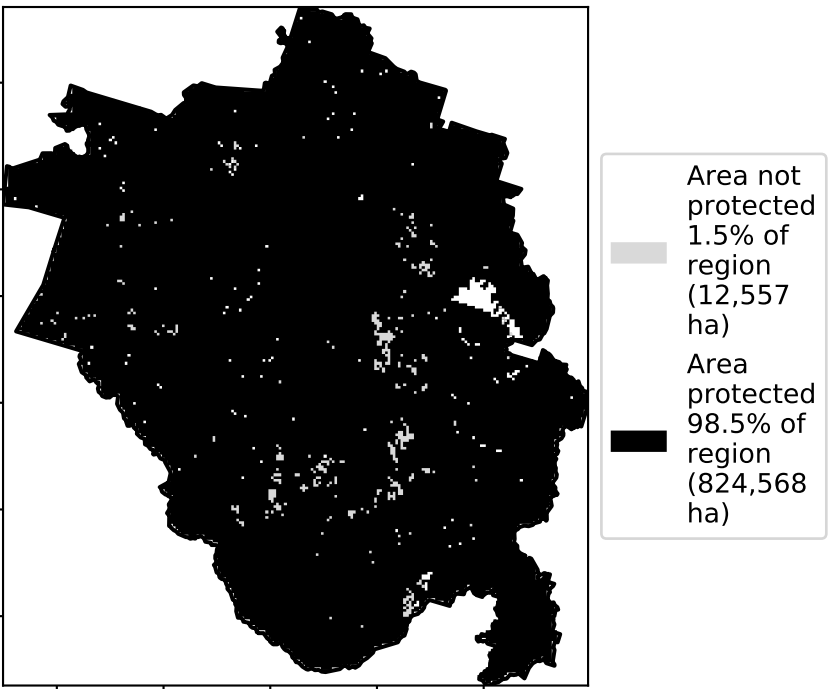 Area not
protected
1.5% of
region
(12,557
ha)
Area
protected
98.5% of
region
(824,568
ha)